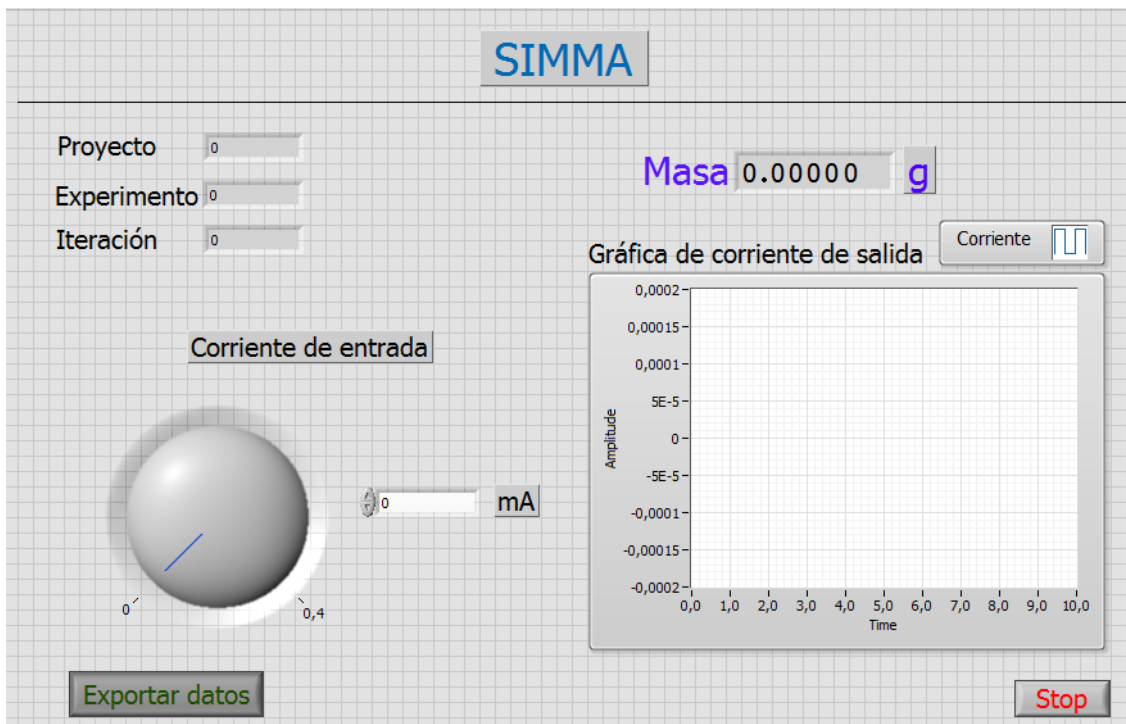 SIMMA
Proyecto 0
Experimento 0
Iteración 0
Masa 0.00000 g
Gráfica de corriente de salida
Corriente
0,0002
0,00015
0,0001
5E-5
0
-5E-5
-0,0001
-0,00015
-0,0002
Amplitude
0,0 1,0 2,0 3,0 4,0 5,0 6,0 7,0 8,0 9,0 10,0
Time
Corriente de entrada
0 mA
0 0,4
Exportar datos
Stop